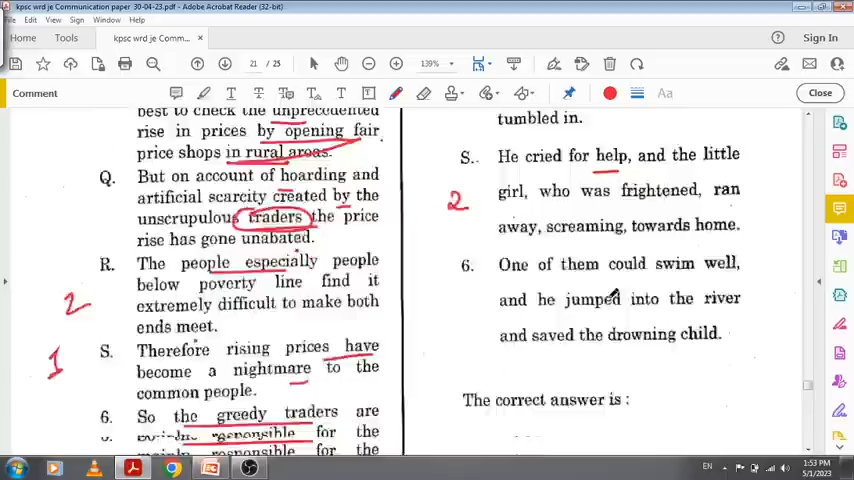 kpsc wrd je Communication paper 30-04-23.pdf - Adobe Acrobat Reader (32-bit)
File Edit View Sign Window Help
Home Tools kpsc wrd je Comm... × Sign In
21 / 25 139%
Comment Aa Close
best to check the unprecedented
rise in prices by opening fair
price shops in rural areas.
Q. But on account of hoarding and
artificial scarcity created by the
unscrupulous traders the price
rise has gone unabated.
R. The people especially people
below poverty line find it
2 extremely difficult to make both
ends meet.
1 S. Therefore rising prices have
become a nightmare to the
common people.
6. So the greedy traders are
mainly responsible for the
tumbled in.
S. He cried for help, and the little
2 girl, who was frightened, ran
away, screaming, towards home.
6. One of them could swim well,
and he jumped into the river
and saved the drowning child.
The correct answer is :
EN 1:53 PM
5/1/2023